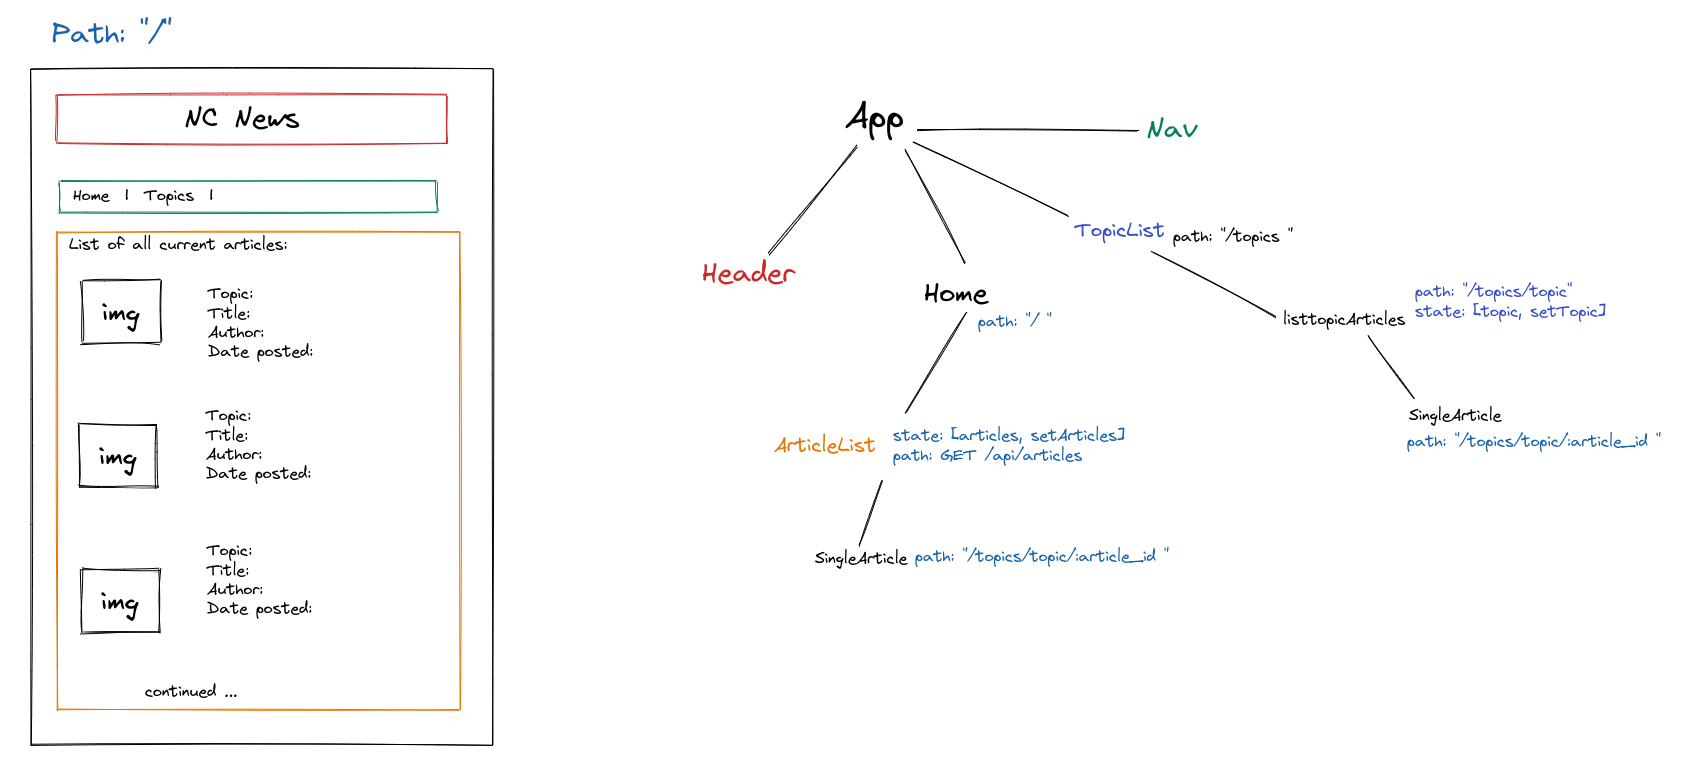 Path: "/"
NC News
Home | Topics |
List of all current articles:
img
Topic:
Title:
Author:
Date posted:
img
Topic:
Title:
Author:
Date posted:
img
Topic:
Title:
Author:
Date posted:
continued ...
App
Nav
Header
Home
path: "/ "
TopicList path: "/topics "
listtopicArticles
path: "/topics/topic"
state: [topic, setTopic]
SingleArticle
path: "/topics/topic/:article_id "
ArticleList
state: [articles, setArticles]
path: GET /api/articles
SingleArticle path: "/topics/topic/:article_id "